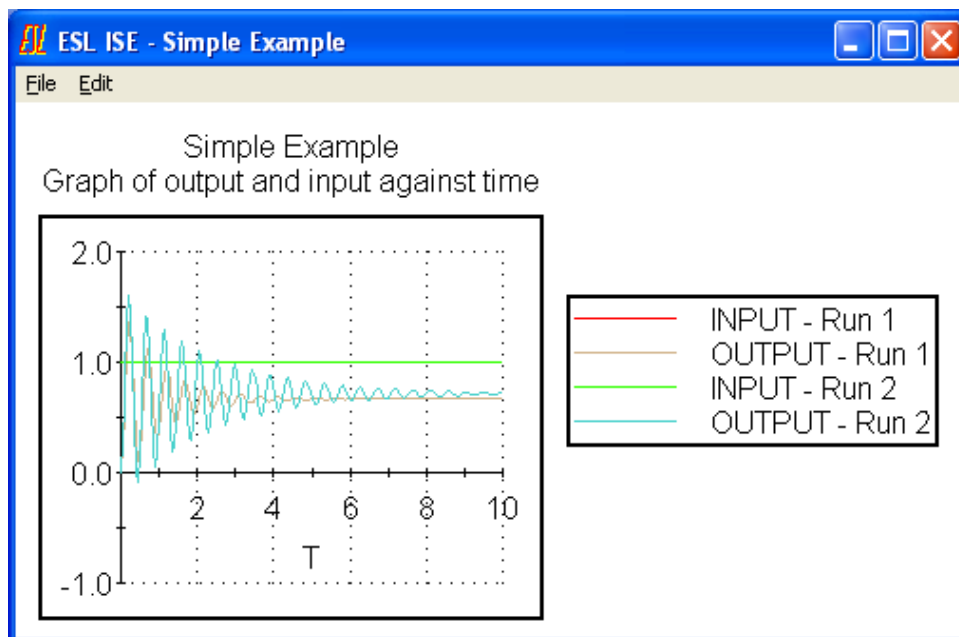 ESL ISE - Simple Example
File Edit
Simple Example
Graph of output and input against time
2.0
1.0
0.0
-1.0
2 4 6 8 10
T
INPUT - Run 1
OUTPUT - Run 1
INPUT - Run 2
OUTPUT - Run 2